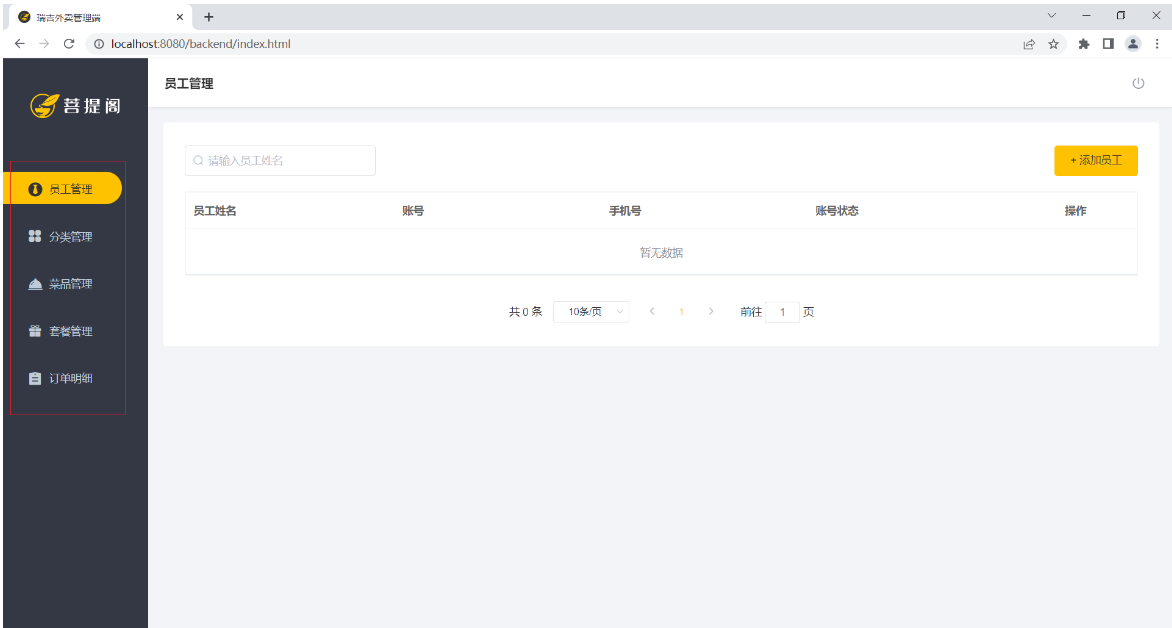 瑞吉外卖管理端
localhost:8080/backend/index.html
菩提阁
员工管理
员工管理
分类管理
菜品管理
套餐管理
订单明细
请输入员工姓名
+ 添加员工
员工姓名 账号 手机号 账号状态 操作
暂无数据
共 0 条 10条/页 1 前往 1 页